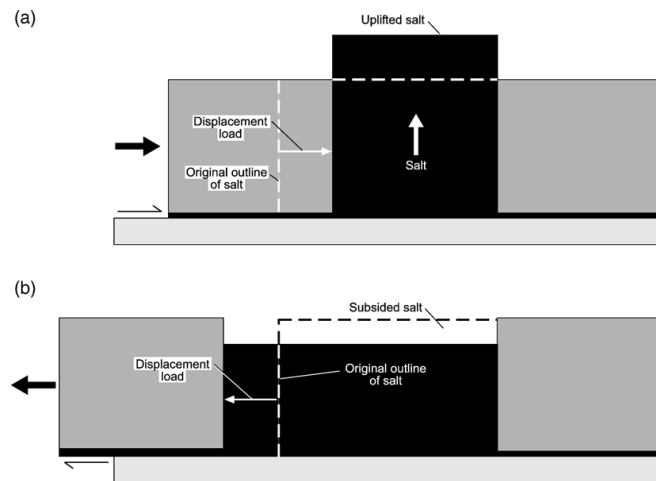 (a)
Uplifted salt
Displacement
load
Salt
Original outline
of salt
(b)
Subsided salt
Displacement
load
Original outline
of salt